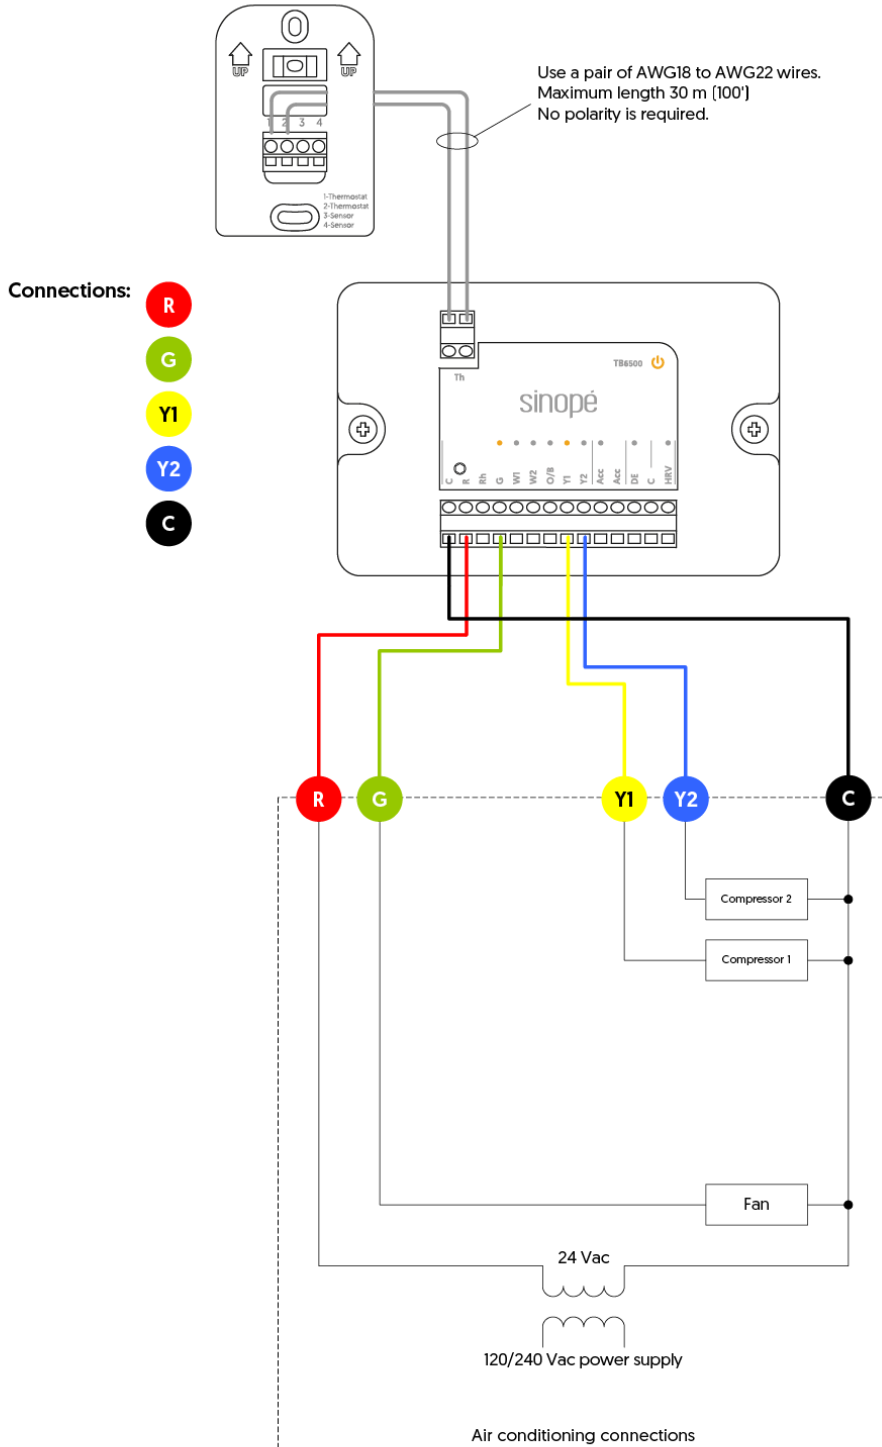 UP
UP
1 2 3 4
1-Thermostat
2-Thermostat
3-Sensor
4-Sensor
Use a pair of AWG18 to AWG22 wires.
Maximum length 30 m (100')
No polarity is required.
Connections:
R
G
Y1
Y2
C
Th
TB6500
sinopé
C R Rh G W1 W2 O/B Y1 Y2 Acc Acc DE C HRV
R G Y1 Y2 C
Compressor 2
Compressor 1
Fan
24 Vac
120/240 Vac power supply
Air conditioning connections